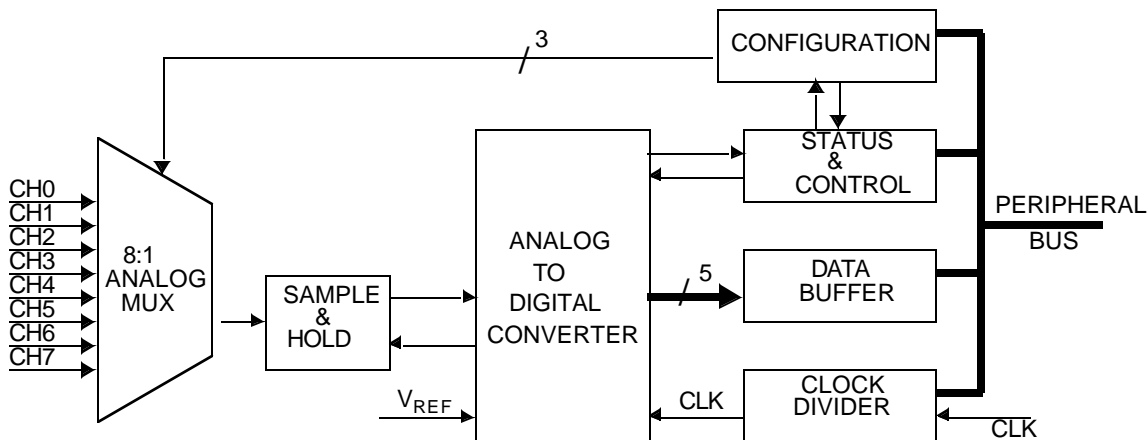 3
CONFIGURATION
STATUS
&
CONTROL
CH0
CH1
CH2
CH3
CH4
CH5
CH6
CH7
8:1
ANALOG
MUX
SAMPLE
&
HOLD
ANALOG
TO
DIGITAL
CONVERTER
5
DATA
BUFFER
PERIPHERAL
BUS
VREF
CLK
CLOCK
DIVIDER
CLK